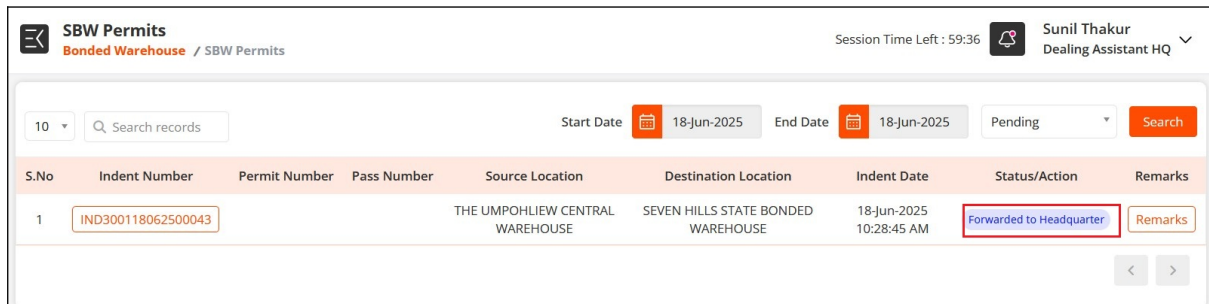 SBW Permits
Bonded Warehouse / SBW Permits
Session Time Left : 59:36
Sunil Thakur
Dealing Assistant HQ
10
Search records
Start Date
18-Jun-2025
End Date
18-Jun-2025
Pending
Search
S.No Indent Number Permit Number Pass Number Source Location Destination Location Indent Date Status/Action Remarks
1 IND300118062500043 THE UMPOHLIEW CENTRAL SEVEN HILLS STATE BONDED 18-Jun-2025 Forwarded to Headquarter Remarks
WAREHOUSE WAREHOUSE 10:28:45 AM